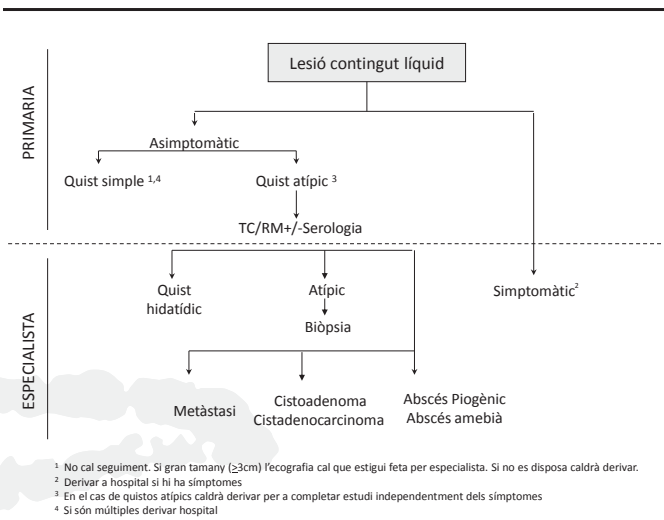 PRIMARIA
Lesió contingut líquid
Asimptomàtic
Quist simple 1,4
Quist atípic 3
TC/RM+/-Serologia
ESPECIALISTA
Quist
hidatídic
Atípic
Simptomàtic2
Biòpsia
Metàstasi
Cistoadenoma
Cistadenocarcinoma
Abscés Piogènic
Abscés amebià
1 No cal seguiment. Si gran tamany (≥3cm) l'ecografia cal que estigui feta per especialista. Si no es disposa caldrà derivar.
2 Derivar a hospital si hi ha símptomes
3 En el cas de quistos atípics caldrà derivar per a completar estudi independentment dels símptomes
4 Si són múltiples derivar hospital